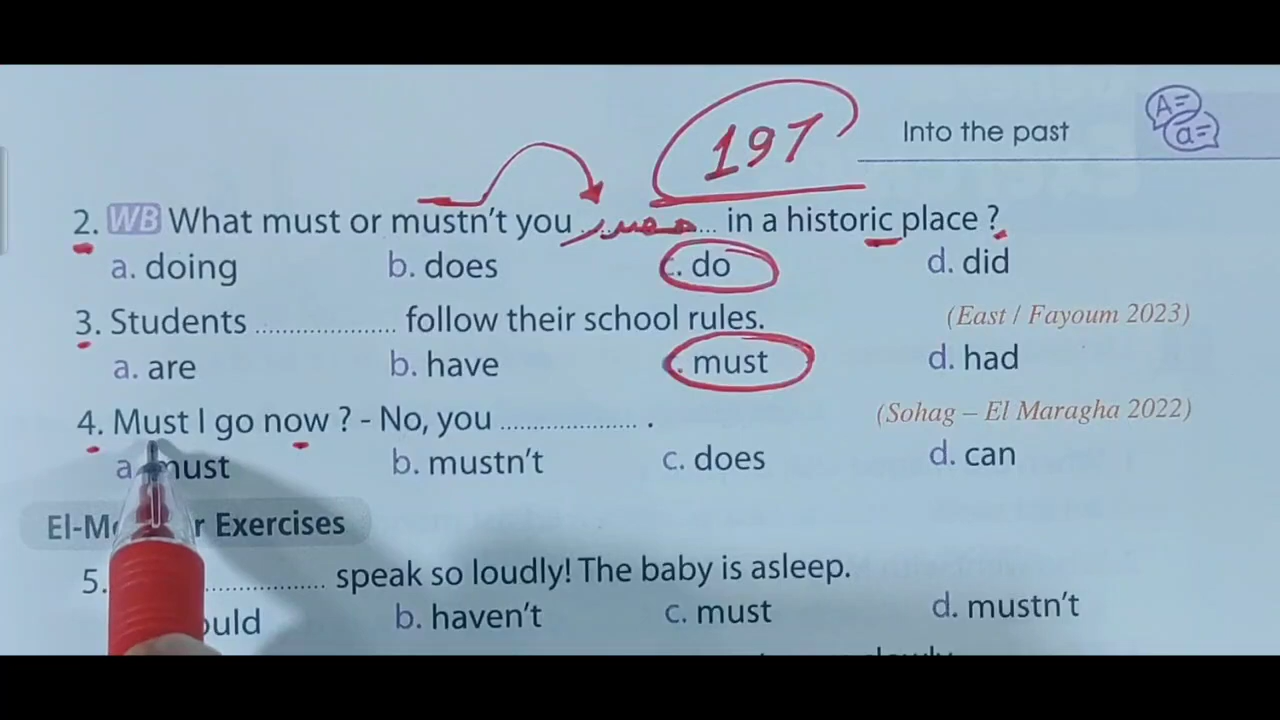 197
Into the past
A= a=
2. WB What must or mustn't you ........ مصدر ........ in a historic place ?
a. doing b. does c. do d. did
3. Students .................... follow their school rules. (East / Fayoum 2023)
a. are b. have c. must d. had
4. Must I go now ? - No, you .................... . (Sohag – El Maragha 2022)
a. must b. mustn't c. does d. can
Exercises
5. .................... speak so loudly! The baby is asleep.
b. haven't c. must d. mustn't